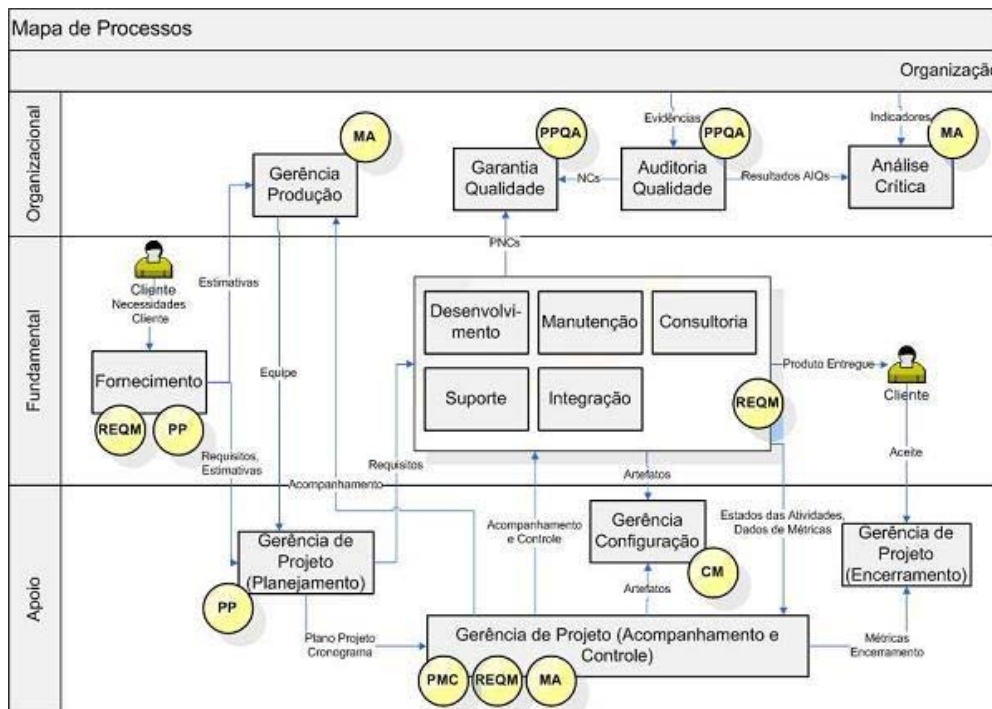 Mapa de Processos
Organização
Organizacional
MA
Gerência
Produção
PPQA
Garantia
Qualidade
NCs
Evidências
PPQA
Auditoria
Qualidade
Resultados AIQs
Indicadores
MA
Análise
Crítica
Fundamental
Cliente
Necessidades
Cliente
Estimativas
Fornecimento
REQM
PP
Requisitos,
Estimativas
Equipe
PNCs
Desenvolvi-
mento
Manutenção
Consultoria
Suporte
Integração
REQM
Requisitos
Produto Entregue
Cliente
Aceite
Artefatos
Apoio
Acompanhamento
Gerência de
Projeto
(Planejamento)
PP
Plano Projeto
Cronograma
Acompanhamento
e Controle
Gerência
Configuração
CM
Artefatos
Estados das Atividades,
Dados de Métricas
Gerência de
Projeto
(Encerramento)
Gerência de Projeto (Acompanhamento e
Controle)
PMC
REQM
MA
Métricas
Encerramento